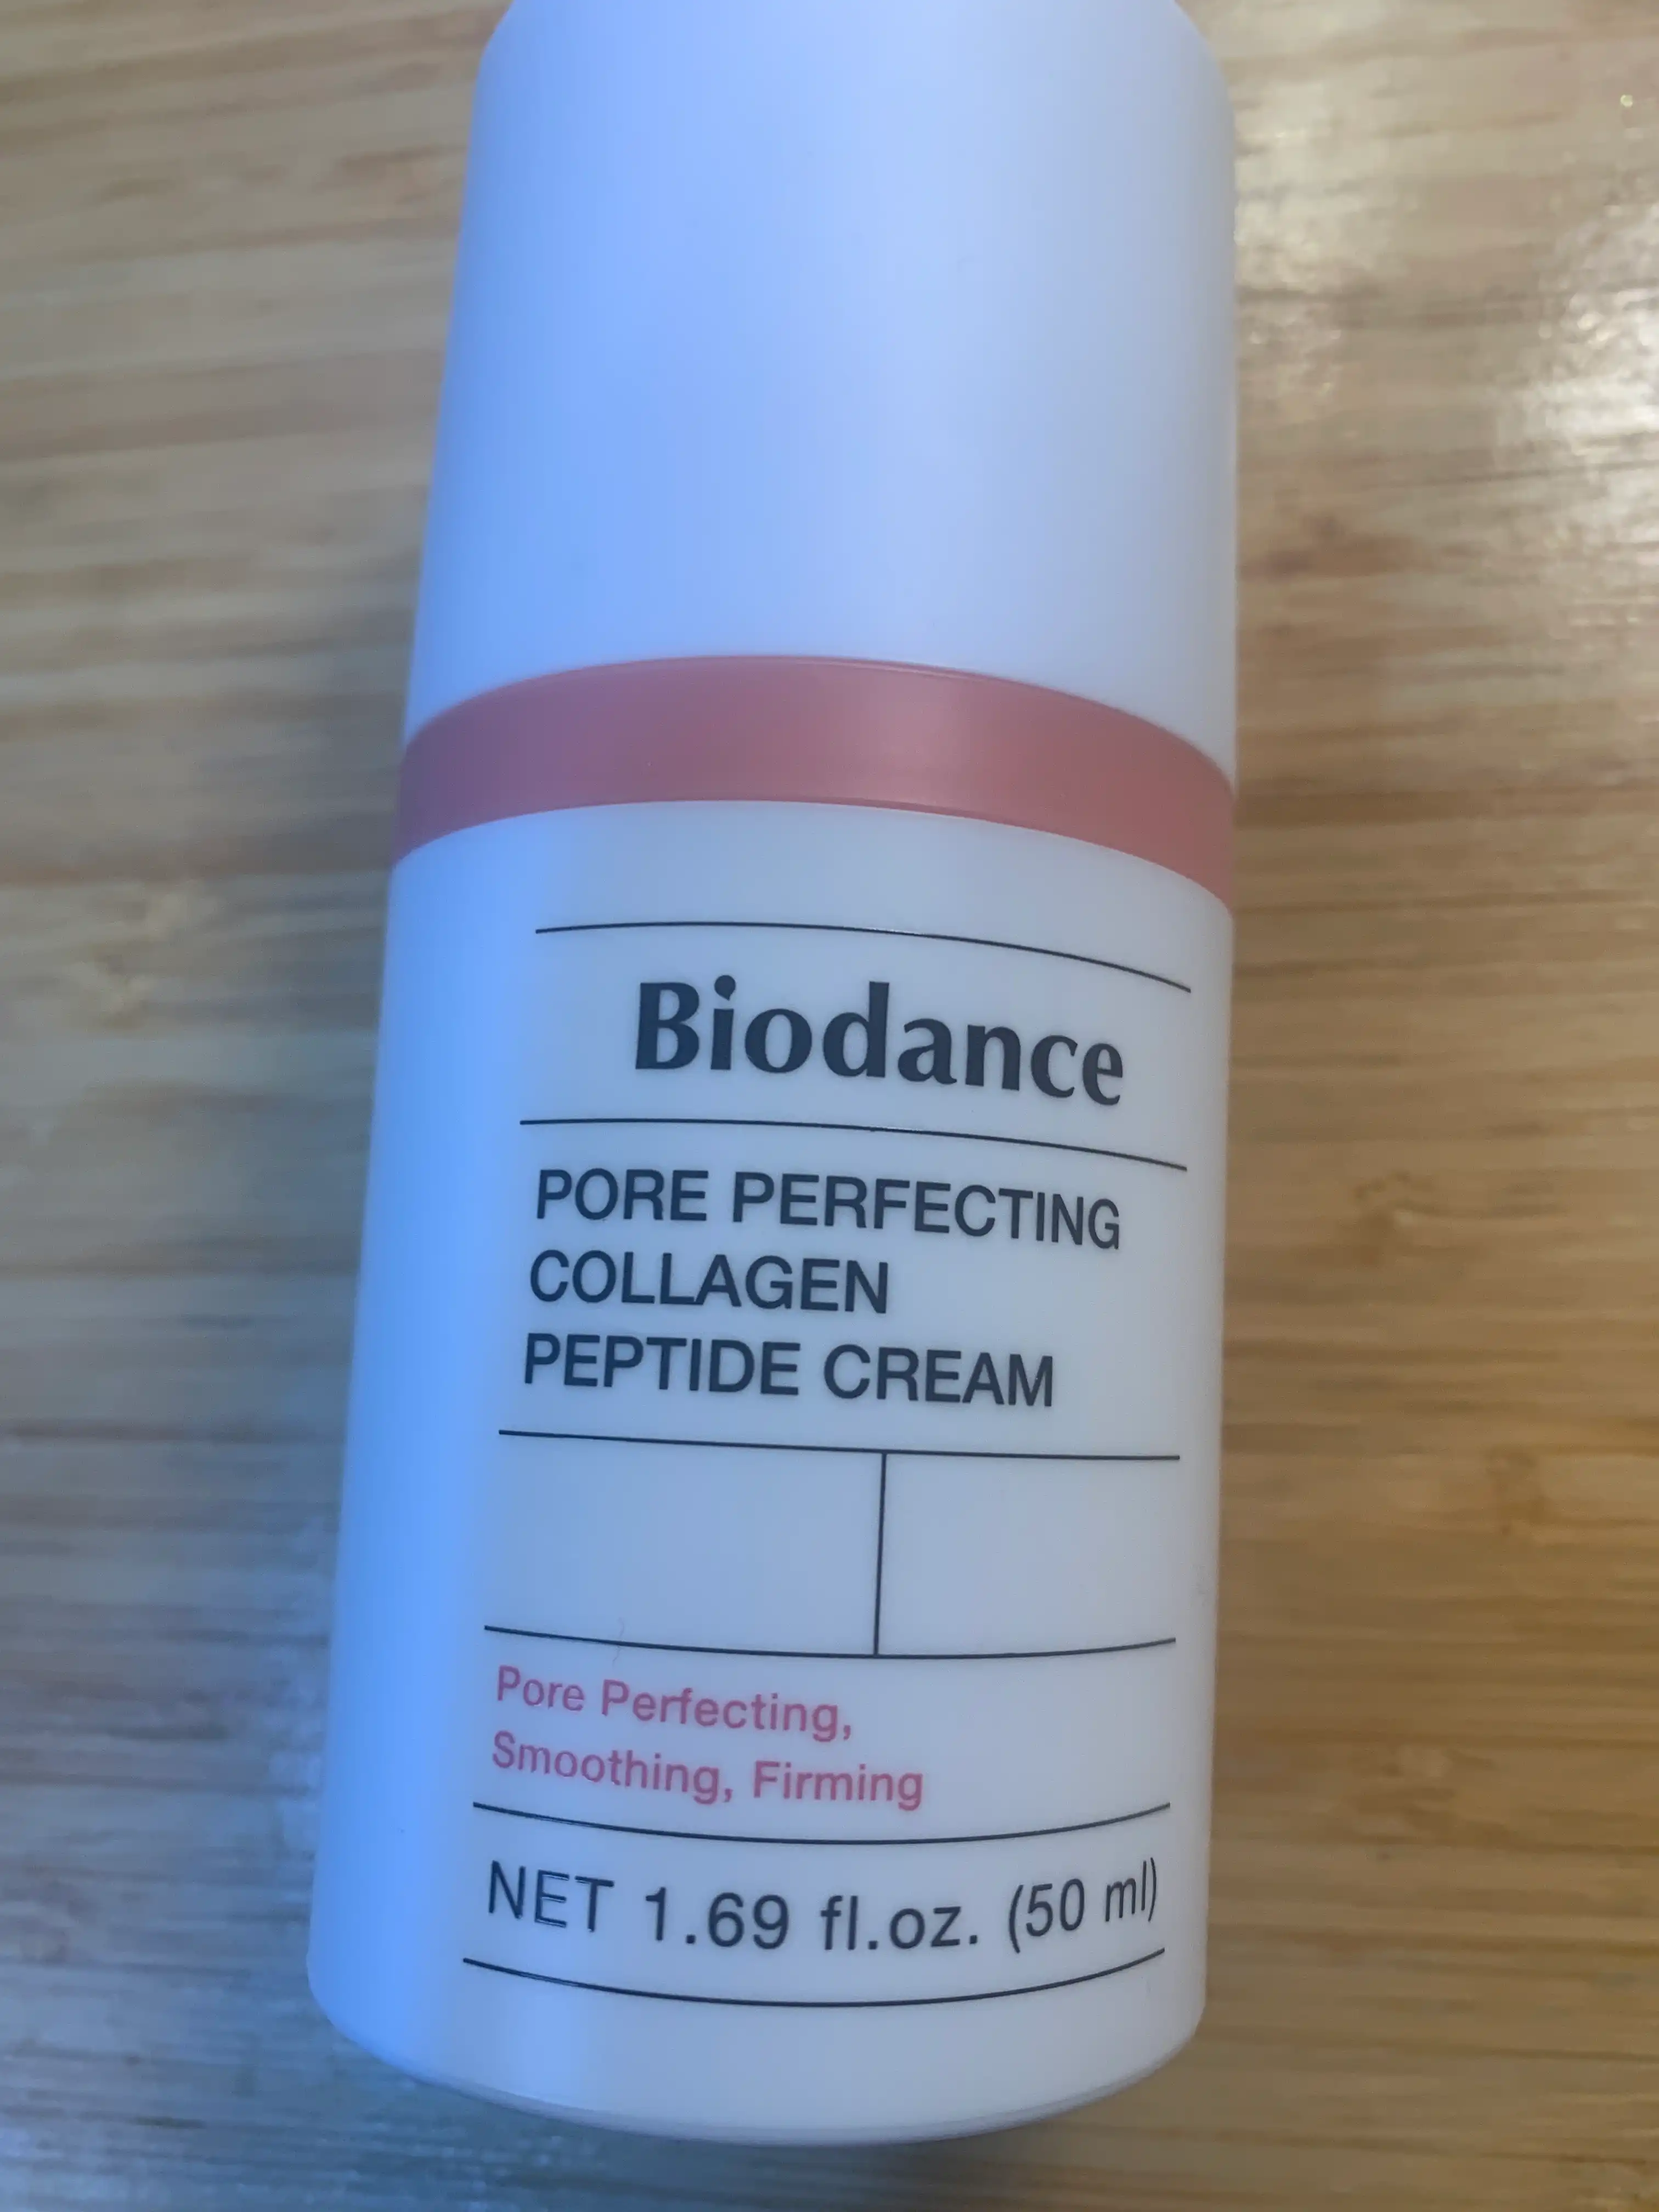 Biodance
PORE PERFECTING
COLLAGEN
PEPTIDE CREAM
Pore Perfecting,
Smoothing, Firming
NET 1.69 fl.oz. (50 ml)